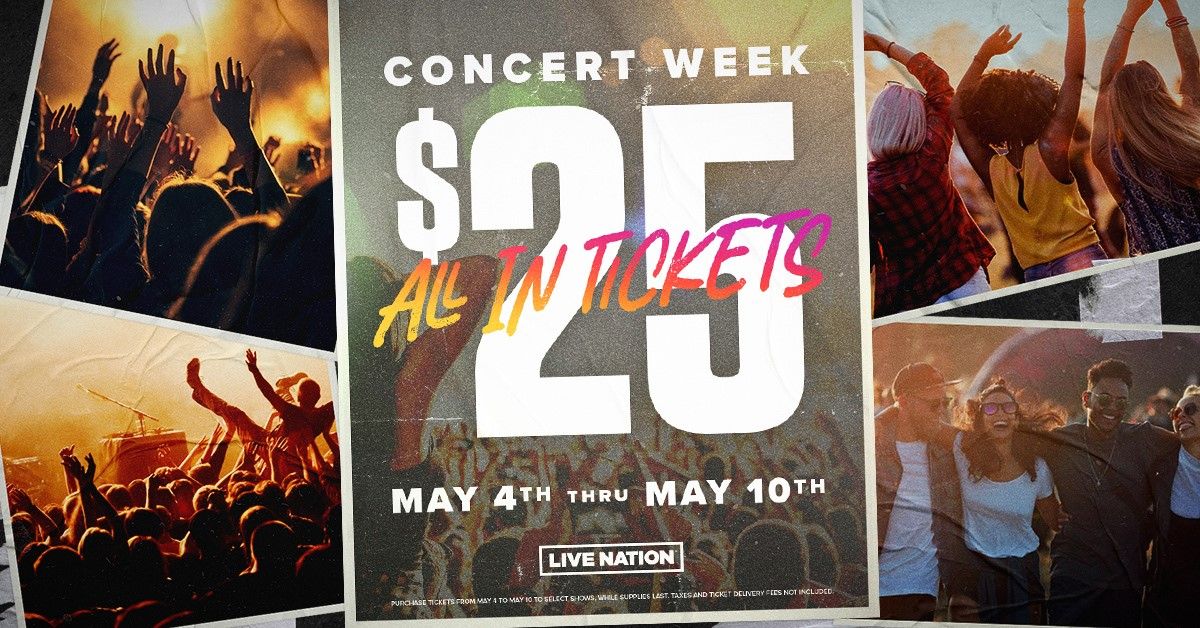 CONCERT WEEK
$25
ALL IN TICKETS
MAY 4TH THRU MAY 10TH
LIVE NATION
PURCHASE TICKETS FROM MAY 4 TO MAY 10 TO SELECT SHOWS, WHILE SUPPLIES LAST. TAXES AND TICKET DELIVERY FEES NOT INCLUDED.